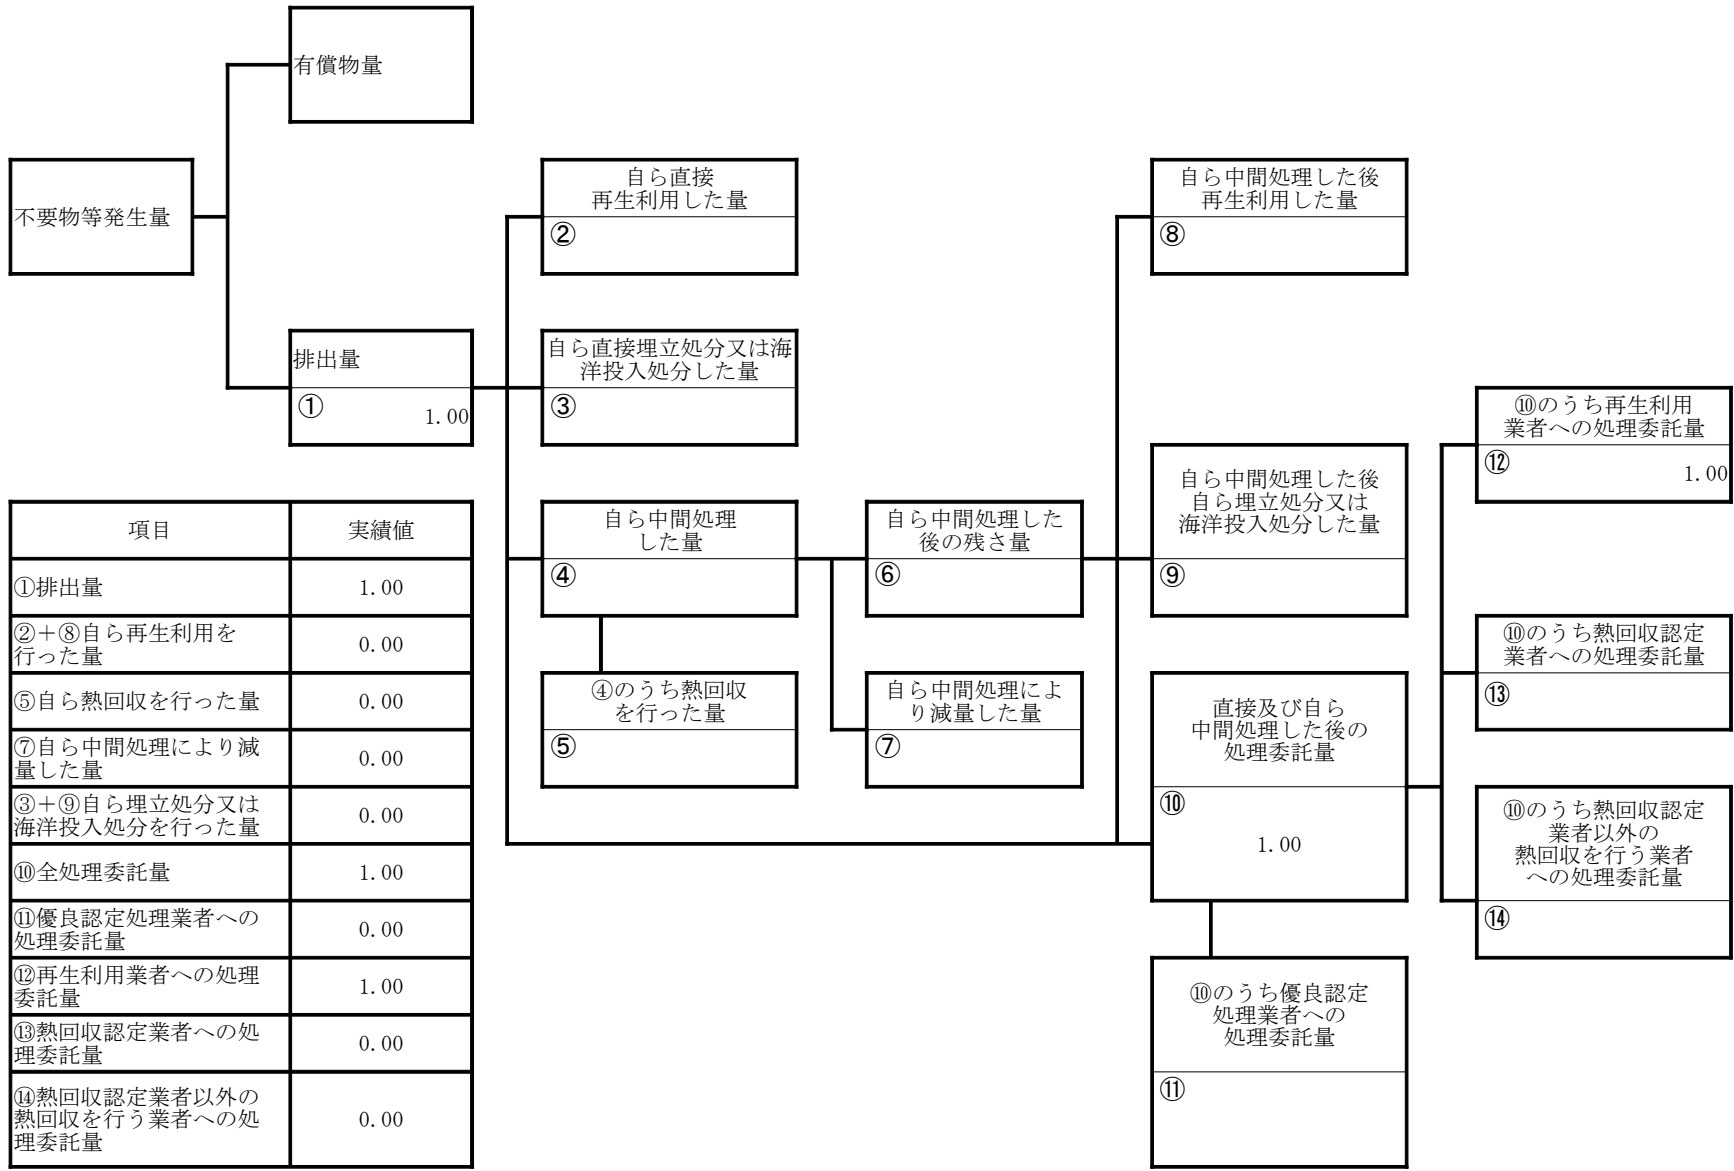 有償物量
不要物等発生量
自ら直接
再生利用した量
②
自ら中間処理した後
再生利用した量
⑧
排出量
①
1.00
自ら直接埋立処分又は海
洋投入処分した量
③
⑩のうち再生利用
業者への処理委託量
⑫
1.00
自ら中間処理
した量
④
自ら中間処理した
後の残さ量
⑥
自ら中間処理した後
自ら埋立処分又は
海洋投入処分した量
⑨
⑩のうち熱回収認定
業者への処理委託量
⑬
④のうち熱回収
を行った量
⑤
自ら中間処理によ
り減量した量
⑦
直接及び自ら
中間処理した後の
処理委託量
⑩
1.00
⑩のうち熱回収認定
業者以外の
熱回収を行う業者
への処理委託量
⑭
⑩のうち優良認定
処理業者への
処理委託量
⑪
項目 実績値
①排出量 1.00
②+⑧自ら再生利用を
行った量 0.00
⑤自ら熱回収を行った量 0.00
⑦自ら中間処理により減
量した量 0.00
③+⑨自ら埋立処分又は
海洋投入処分を行った量 0.00
⑩全処理委託量 1.00
⑪優良認定処理業者への
処理委託量 0.00
⑫再生利用業者への処理
委託量 1.00
⑬熱回収認定業者への処
理委託量 0.00
⑭熱回収認定業者以外の
熱回収を行う業者への処
理委託量 0.00